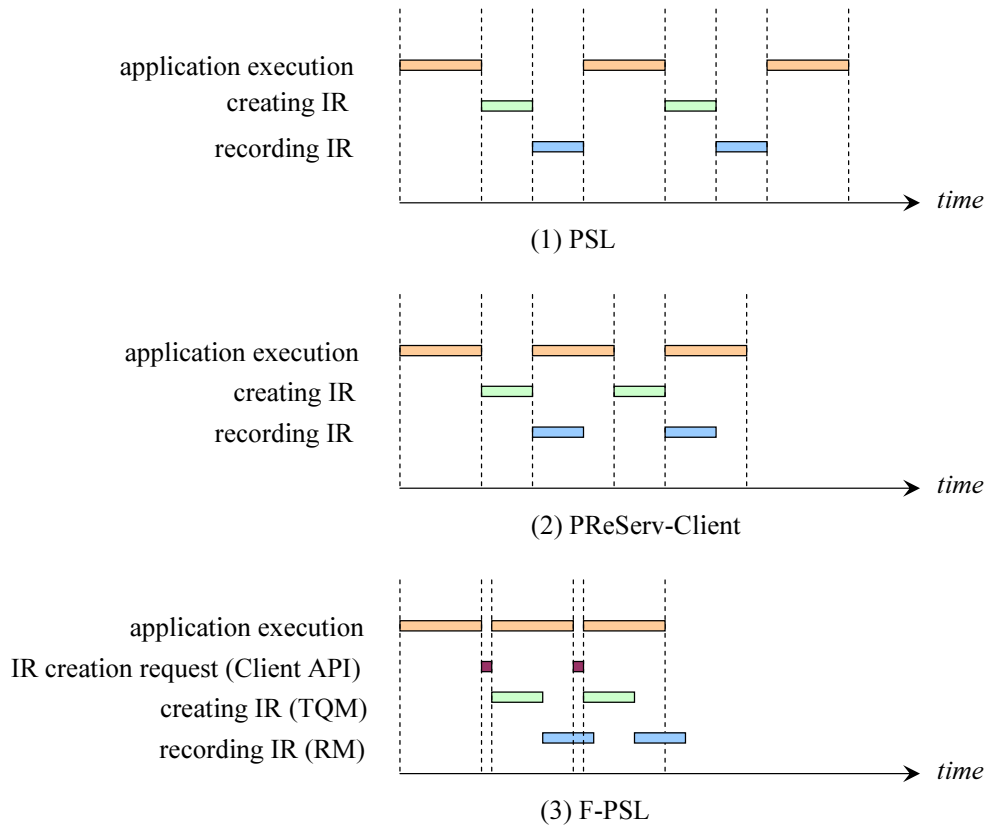 application execution
creating IR
recording IR
time
(1) PSL
application execution
creating IR
recording IR
time
(2) PReServ-Client
application execution
IR creation request (Client API)
creating IR (TQM)
recording IR (RM)
time
(3) F-PSL